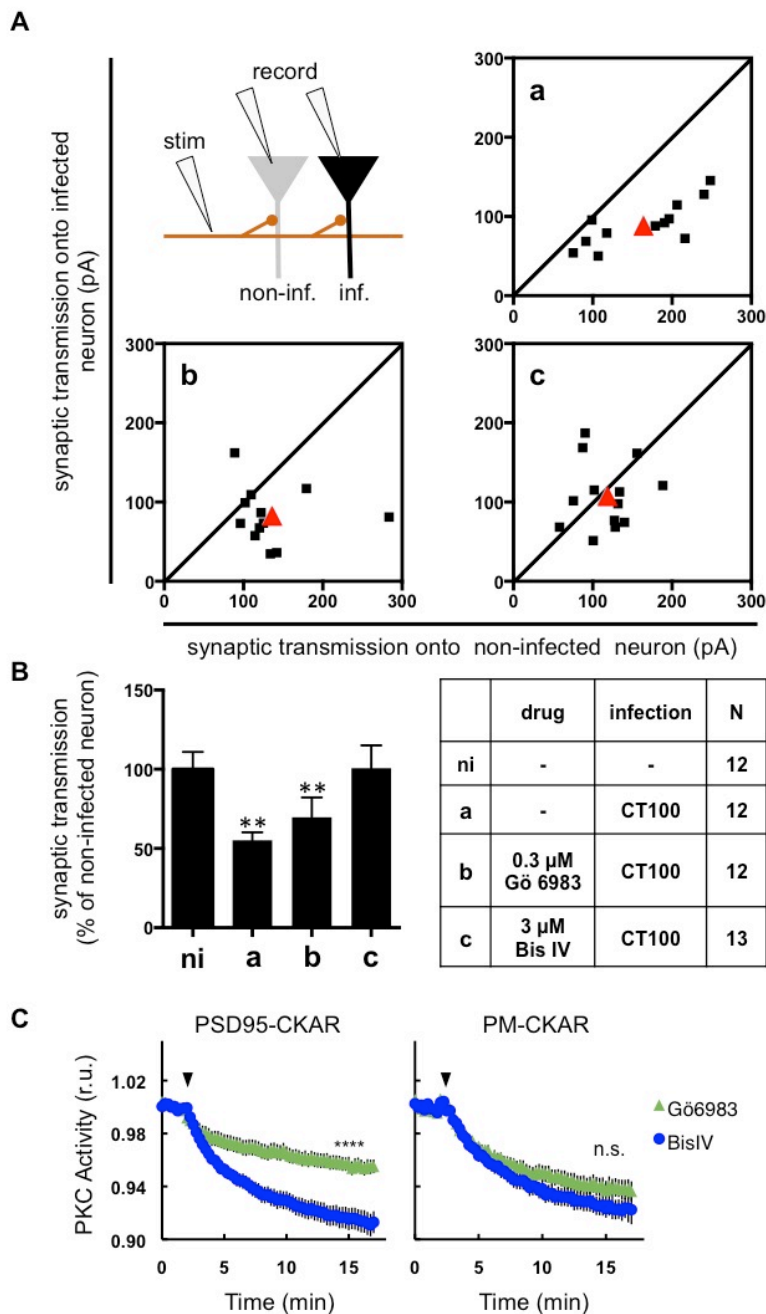 A
record
stim
non-inf. inf.
synaptic transmission onto infected
neuron (pA)
300
200
100
0
a
0 100 200 300
300
200
100
0
b
0 100 200 300
300
200
100
0
c
0 100 200 300
synaptic transmission onto non-infected neuron (pA)
B
synaptic transmission
(% of non-infected neuron)
150
100
50
0
** **
ni a b c
drug infection N
ni - - 12
a - CT100 12
b 0.3 µM Gö 6983 CT100 12
c 3 µM Bis IV CT100 13
C
PSD95-CKAR PM-CKAR
PKC Activity (r.u.)
1.02
0.98
0.94
0.90
****
n.s.
Gö6983
BisIV
0 5 10 15
0 5 10 15
Time (min) Time (min)